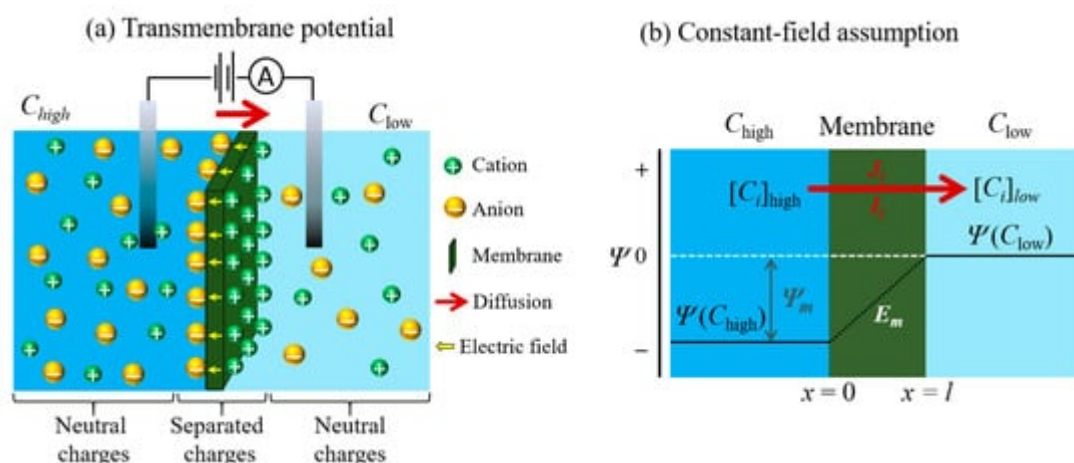 (a) Transmembrane potential
A
C_high
C_low
Cation
Anion
Membrane
Diffusion
Electric field
Neutral charges
Separated charges
Neutral charges
(b) Constant-field assumption
C_high
Membrane
C_low
+
J_i
[C_i]_high
[C_i]_low
I_i
Ψ(C_low)
Ψ 0
Ψ_m
Ψ(C_high)
E_m
−
x = 0
x = l